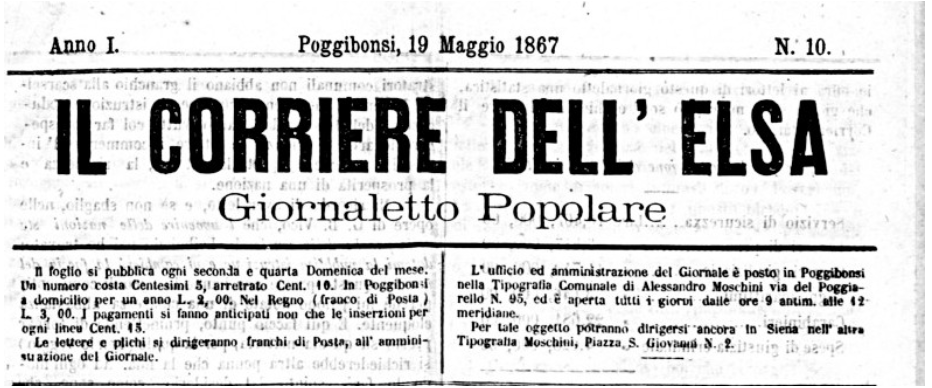 Anno I.
Poggibonsi, 19 Maggio 1867
N. 10.
IL CORRIERE DELL' ELSA
Giornaletto Popolare
Il foglio si pubblica ogni seconda e quarta Domenica del mese.
Un numero costa Centesimi 5, arretrato Cent. 10. In Poggibonsi
a domicilio per un anno L. 2, 00. Nel Regno (franco di Posta)
L. 3, 00. I pagamenti si fanno anticipati non che le inserzioni per
ogni linea Cent. 15.
Le lettere e plichi si dirigeranno franchi di Posta, all' ammini-
strazione del Giornale.
L' ufficio ed amministrazione del Giornale è posto in Poggibonsi
nella Tipografia Comunale di Alessandro Moschini via del Poggia-
rello N. 95, ed è aperta tutti i giorni dalle ore 9 antim. alle 12
meridiane.
Per tale oggetto potranno dirigersi ancora in Siena nell' altra
Tipografia Moschini, Piazza, S. Giovanni N. 2.